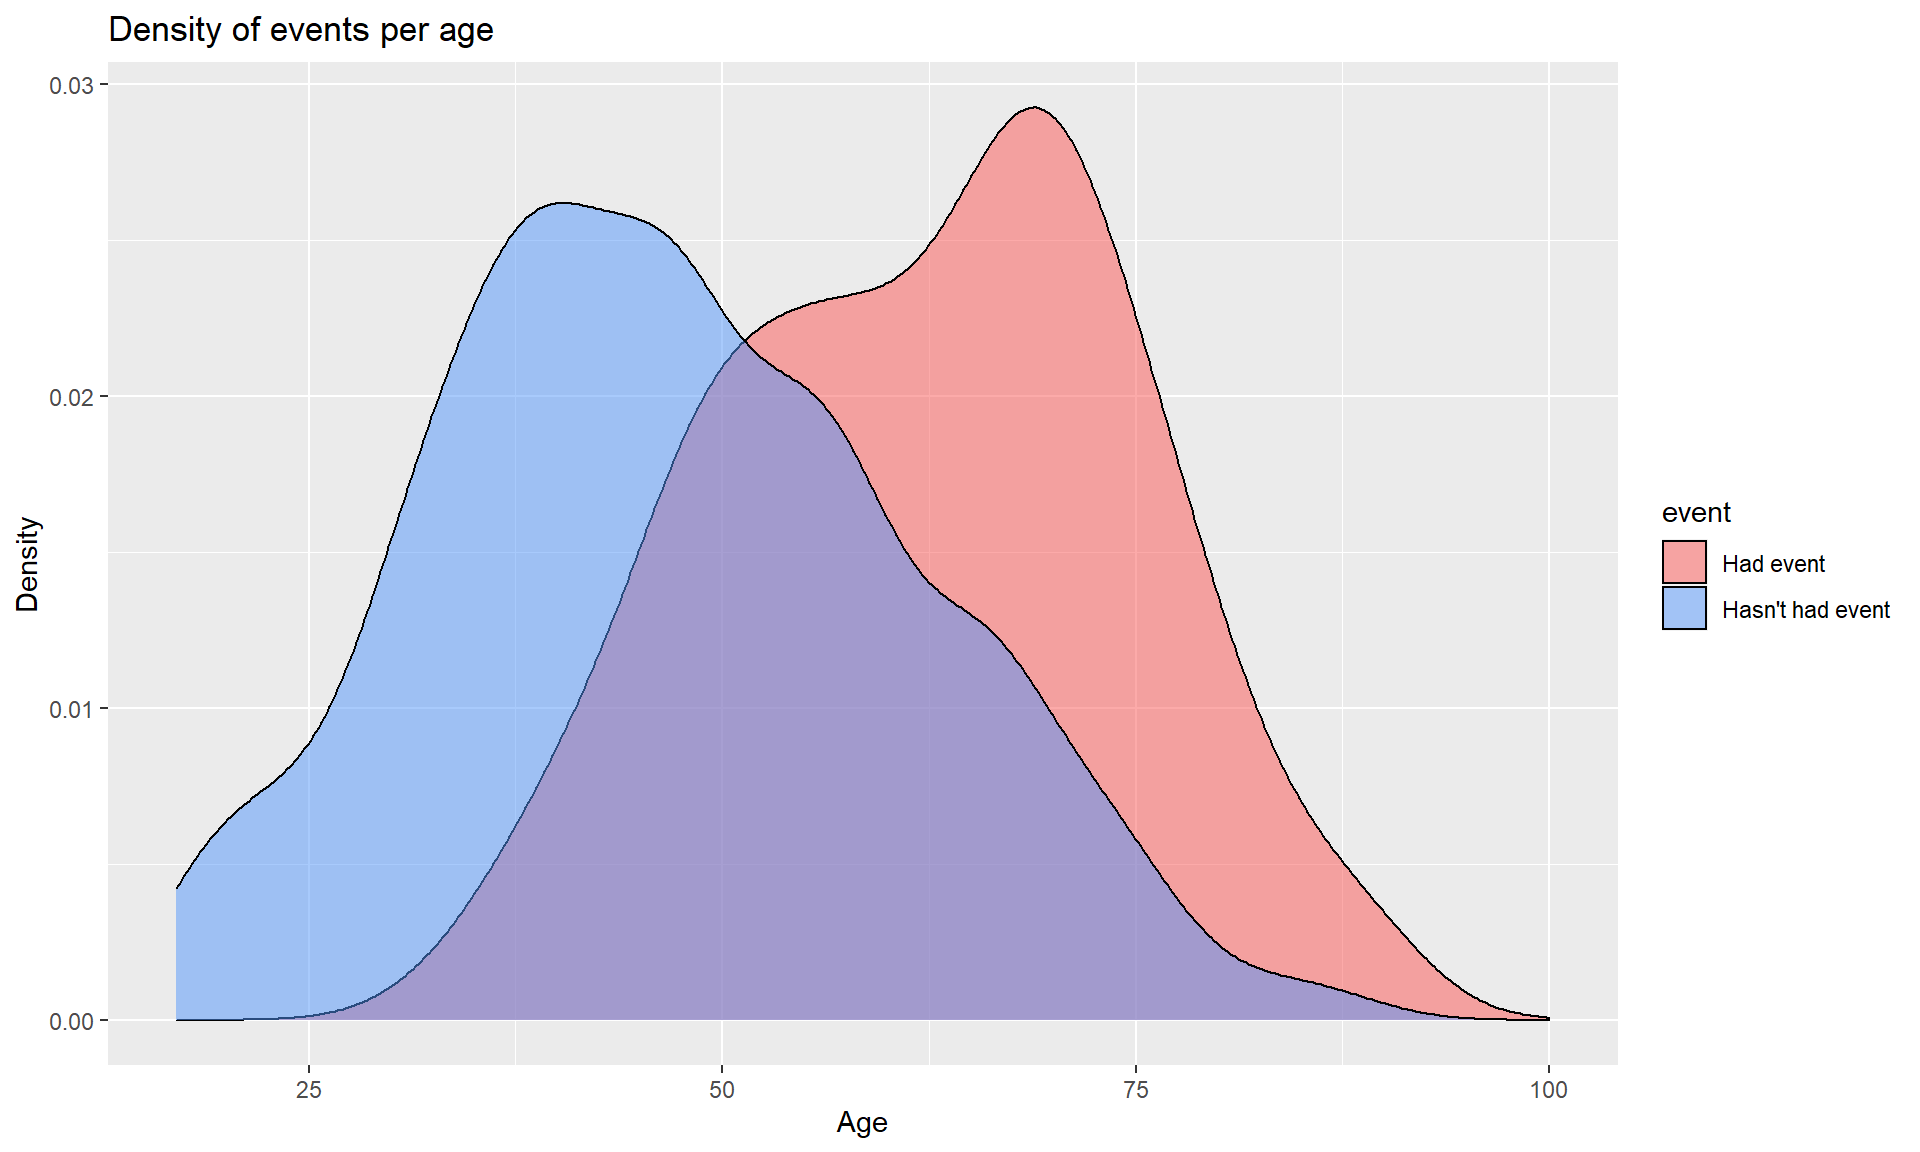 Density of events per age
0.03
0.02
0.01
0.00
Density
25 50 75 100
Age
event
Had event
Hasn't had event